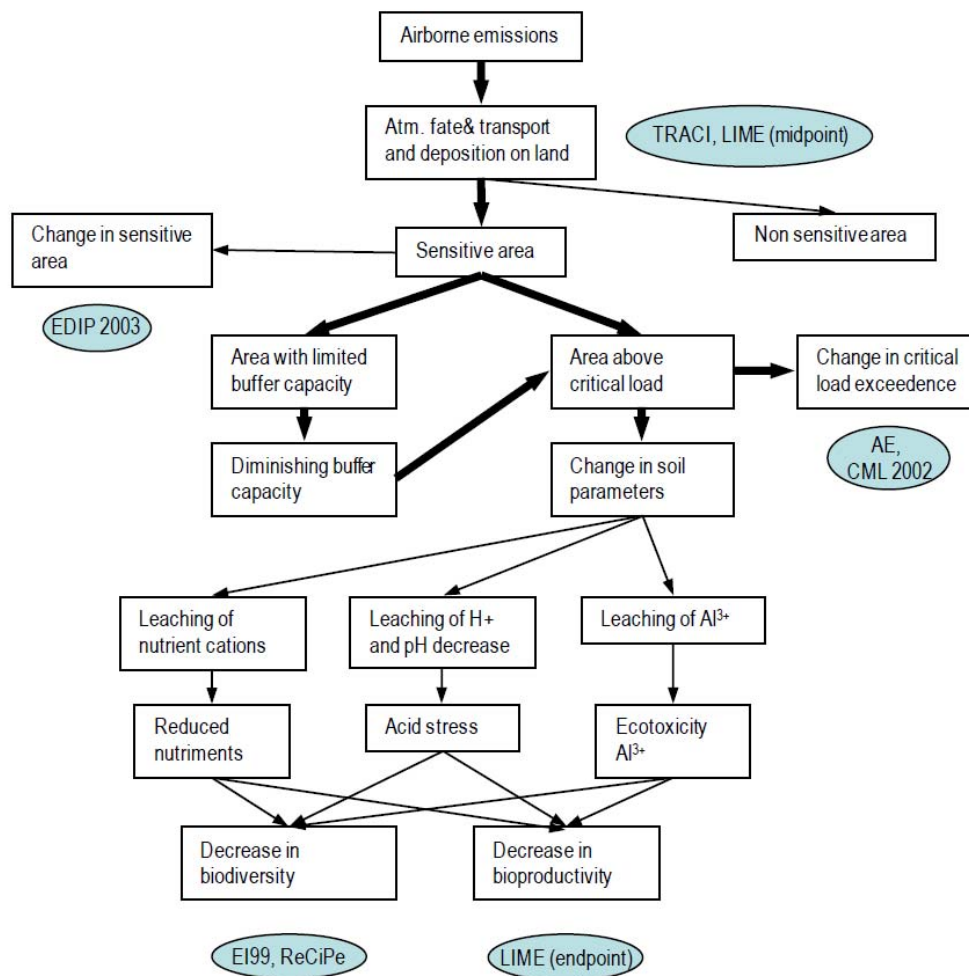 Airborne emissions
Atm. fate& transport
and deposition on land
TRACI, LIME (midpoint)
Change in sensitive
area
Sensitive area
Non sensitive area
EDIP 2003
Area with limited
buffer capacity
Area above
critical load
Change in critical
load exceedence
Diminishing buffer
capacity
Change in soil
parameters
AE,
CML 2002
Leaching of
nutrient cations
Leaching of H+
and pH decrease
Leaching of Al³⁺
Reduced
nutriments
Acid stress
Ecotoxicity
Al³⁺
Decrease in
biodiversity
Decrease in
bioproductivity
EI99, ReCiPe
LIME (endpoint)